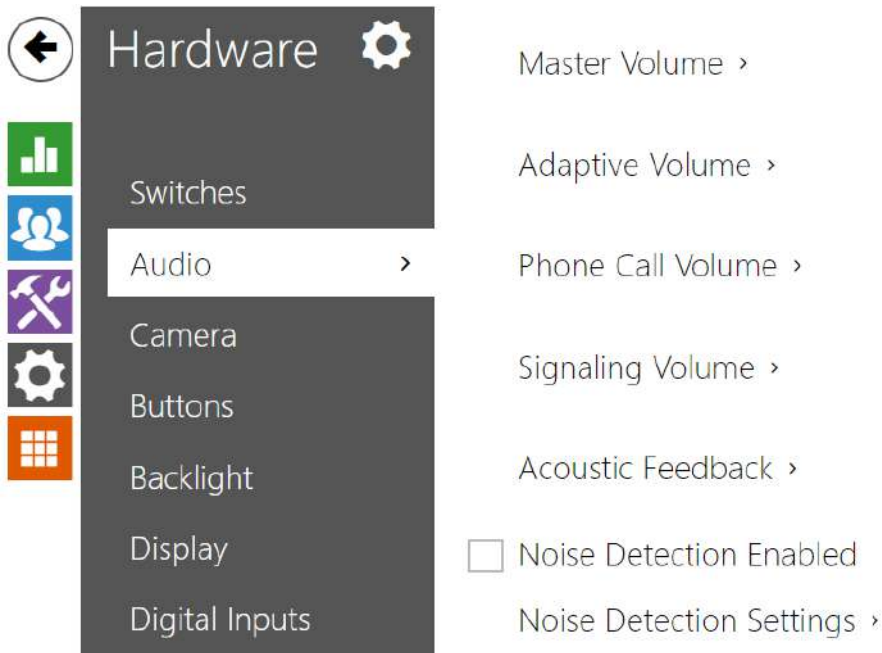 Hardware
Switches
Audio
Camera
Buttons
Backlight
Display
Digital Inputs
Master Volume
Adaptive Volume
Phone Call Volume
Signaling Volume
Acoustic Feedback
Noise Detection Enabled
Noise Detection Settings